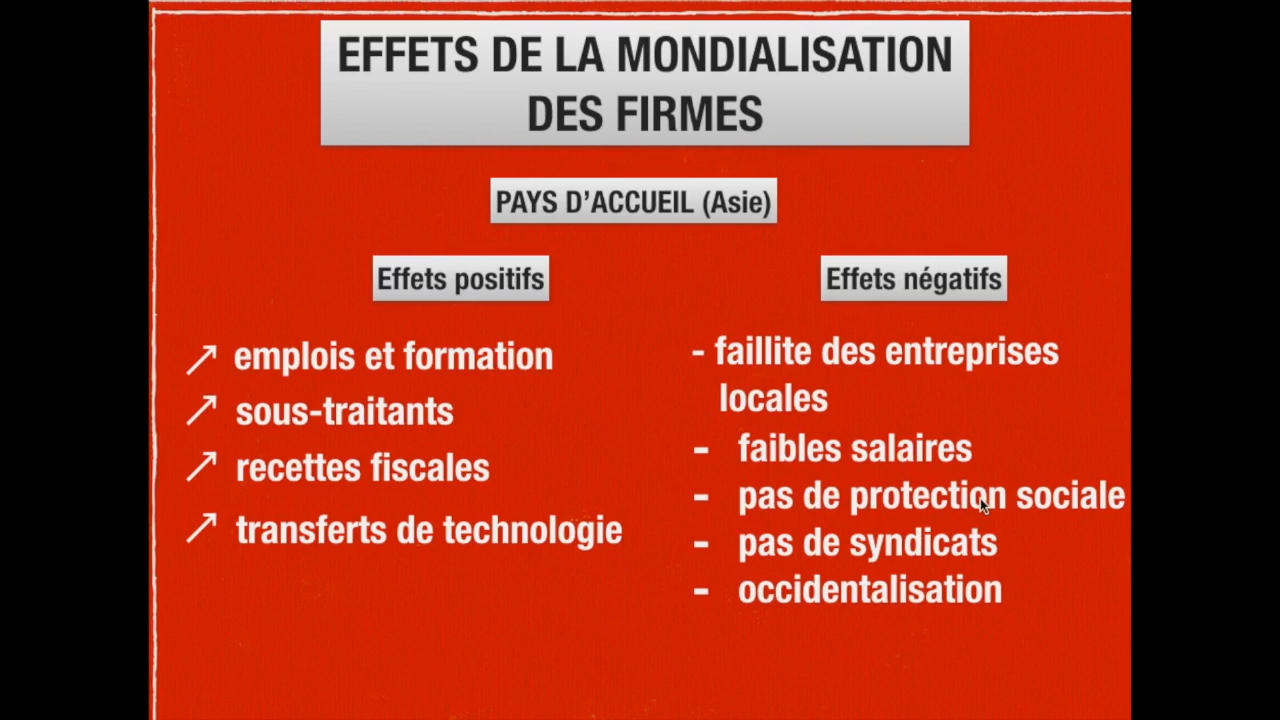 EFFETS DE LA MONDIALISATION
DES FIRMES
PAYS D’ACCUEIL (Asie)
Effets positifs
↗ emplois et formation
↗ sous-traitants
↗ recettes fiscales
↗ transferts de technologie
Effets négatifs
- faillite des entreprises
locales
- faibles salaires
- pas de protection sociale
- pas de syndicats
- occidentalisation